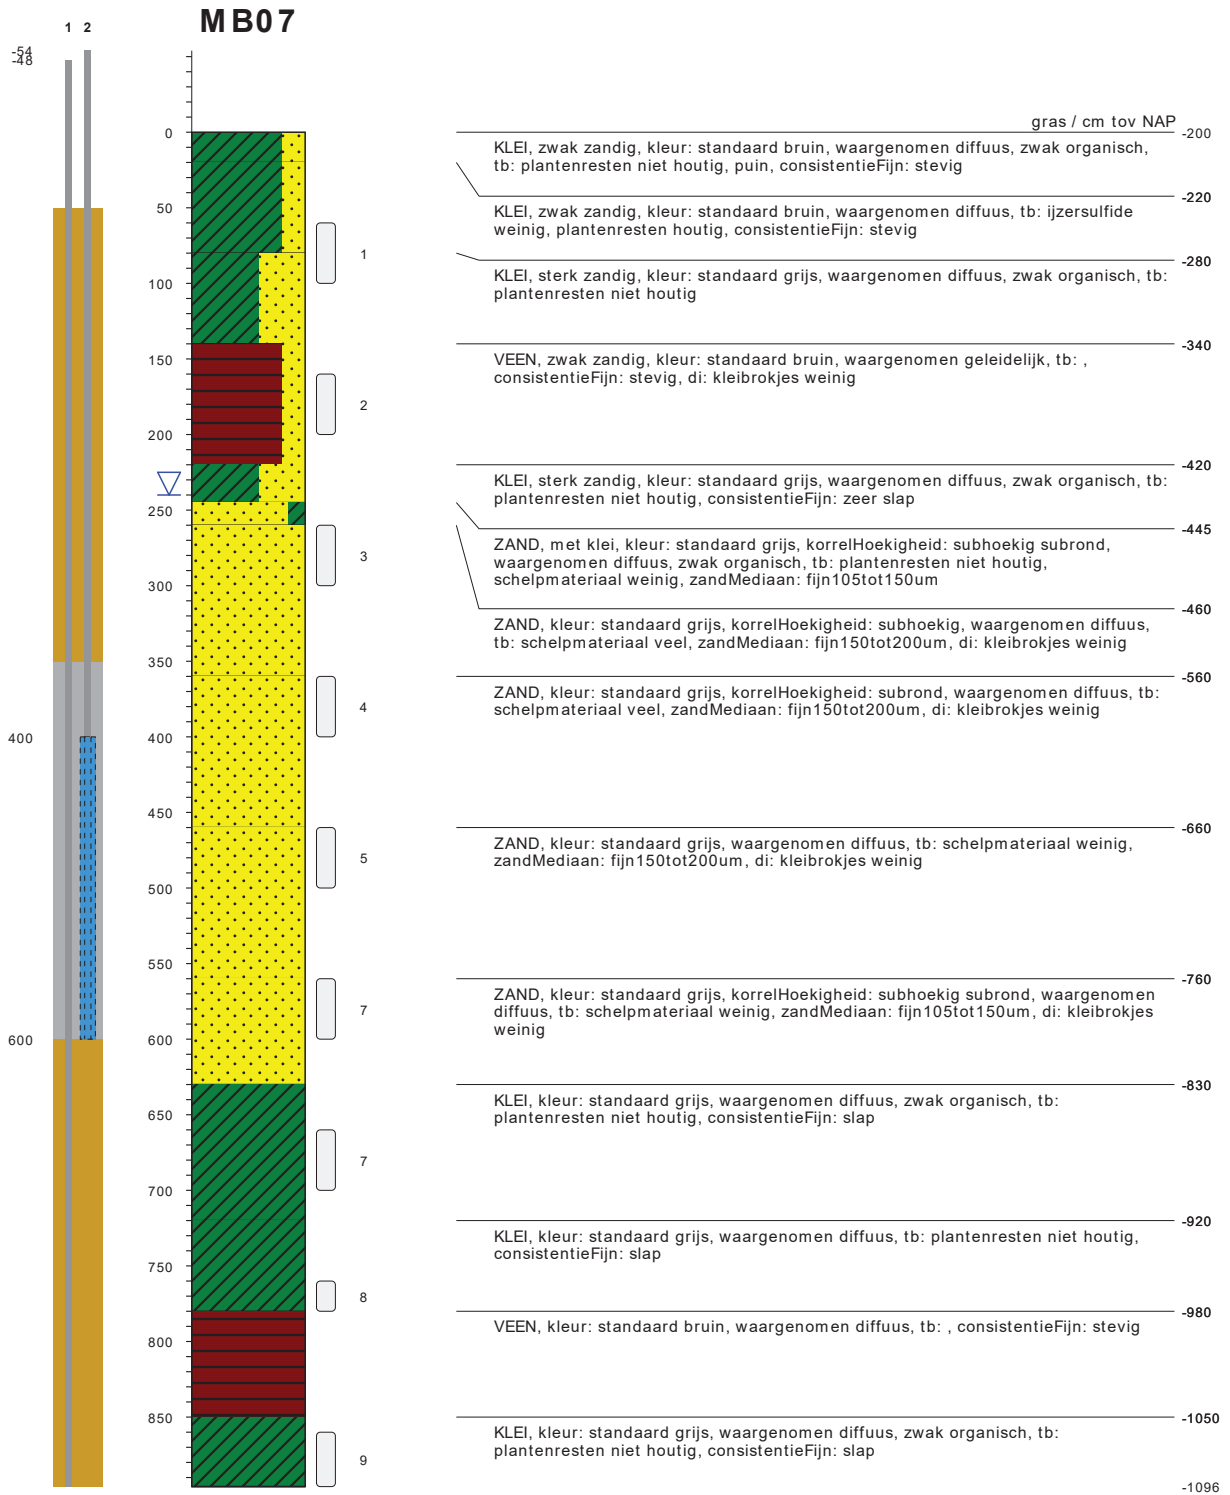 MB07
1 2
-54
-48
gras / cm tov NAP
0
-200
KLEI, zwak zandig, kleur: standaard bruin, waargenomen diffuus, zwak organisch,
tb: plantenresten niet houtig, puin, consistentieFijn: stevig
-220
50
KLEI, zwak zandig, kleur: standaard bruin, waargenomen diffuus, tb: ijzersulfide
weinig, plantenresten houtig, consistentieFijn: stevig
1
-280
100
KLEI, sterk zandig, kleur: standaard grijs, waargenomen diffuus, zwak organisch, tb:
plantenresten niet houtig
-340
150
VEEN, zwak zandig, kleur: standaard bruin, waargenomen geleidelijk, tb: ,
consistentieFijn: stevig, di: kleibrokjes weinig
2
200
-420
KLEI, sterk zandig, kleur: standaard grijs, waargenomen diffuus, zwak organisch, tb:
plantenresten niet houtig, consistentieFijn: zeer slap
250
-445
ZAND, met klei, kleur: standaard grijs, korrelHoekigheid: subhoekig subrond,
waargenomen diffuus, zwak organisch, tb: plantenresten niet houtig,
schelpmateriaal weinig, zandMediaan: fijn105tot150um
3
300
-460
ZAND, kleur: standaard grijs, korrelHoekigheid: subhoekig, waargenomen diffuus,
tb: schelpmateriaal veel, zandMediaan: fijn150tot200um, di: kleibrokjes weinig
350
-560
ZAND, kleur: standaard grijs, korrelHoekigheid: subrond, waargenomen diffuus, tb:
schelpmateriaal veel, zandMediaan: fijn150tot200um, di: kleibrokjes weinig
4
400
400
450
-660
ZAND, kleur: standaard grijs, waargenomen diffuus, tb: schelpmateriaal weinig,
zandMediaan: fijn150tot200um, di: kleibrokjes weinig
5
500
550
-760
ZAND, kleur: standaard grijs, korrelHoekigheid: subhoekig subrond, waargenomen
diffuus, tb: schelpmateriaal weinig, zandMediaan: fijn105tot150um, di: kleibrokjes
weinig
7
600
600
-830
650
KLEI, kleur: standaard grijs, waargenomen diffuus, zwak organisch, tb:
plantenresten niet houtig, consistentieFijn: slap
7
700
-920
KLEI, kleur: standaard grijs, waargenomen diffuus, tb: plantenresten niet houtig,
consistentieFijn: slap
750
8
-980
VEEN, kleur: standaard bruin, waargenomen diffuus, tb: , consistentieFijn: stevig
800
850
-1050
KLEI, kleur: standaard grijs, waargenomen diffuus, zwak organisch, tb:
plantenresten niet houtig, consistentieFijn: slap
9
-1096